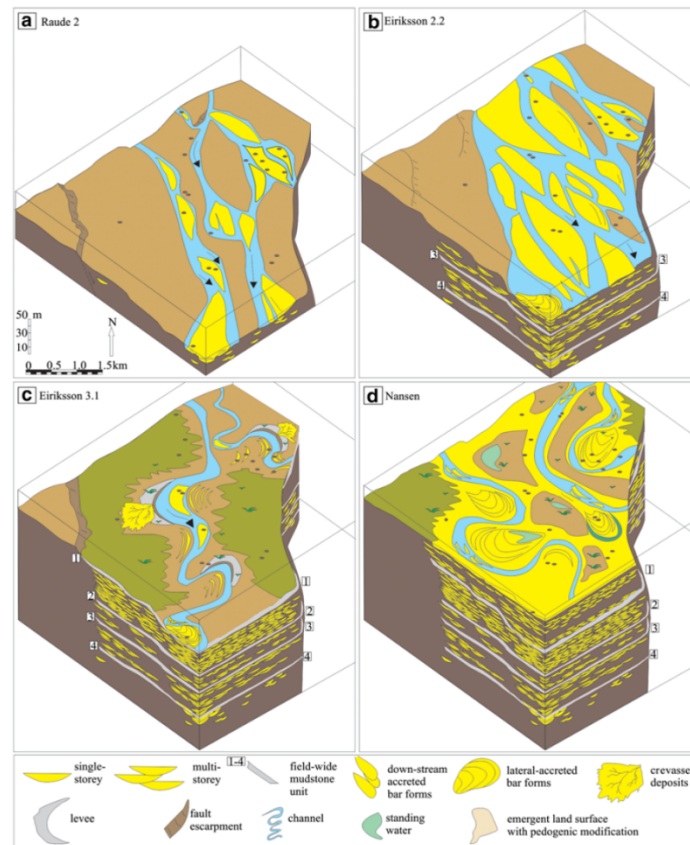 a Raude 2
b Eiriksson 2.2
3
4
3
4
50 m
30
10
N
0 0.5 1.0 1.5km
c Eiriksson 3.1
d Nansen
1
2
3
4
1
2
3
4
1
2
3
4
single-
storey
multi-
storey
1-4
field-wide
mudstone
unit
down-stream
accreted
bar forms
lateral-accreted
bar forms
crevasse
deposits
levee
fault
escarpment
channel
standing
water
emergent land surface
with pedogenic modification